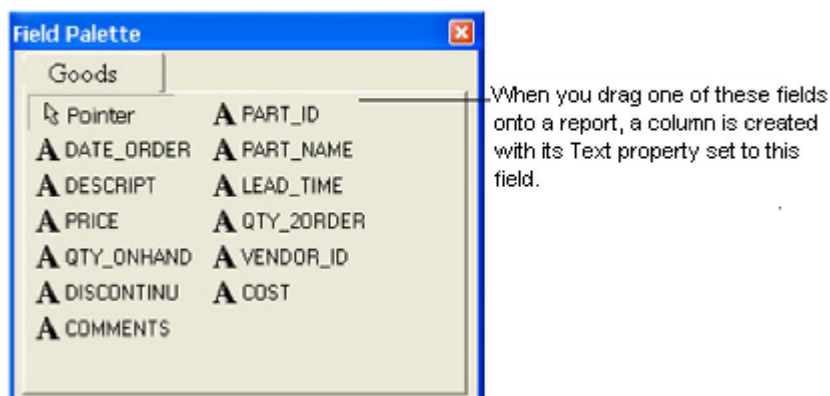 Field Palette
Goods
Pointer A PART_ID
A DATE_ORDER A PART_NAME
A DESCRIPT A LEAD_TIME
A PRICE A QTY_2ORDER
A QTY_ONHAND A VENDOR_ID
A DISCONTINU A COST
A COMMENTS
When you drag one of these fields
onto a report, a column is created
with its Text property set to this
field.